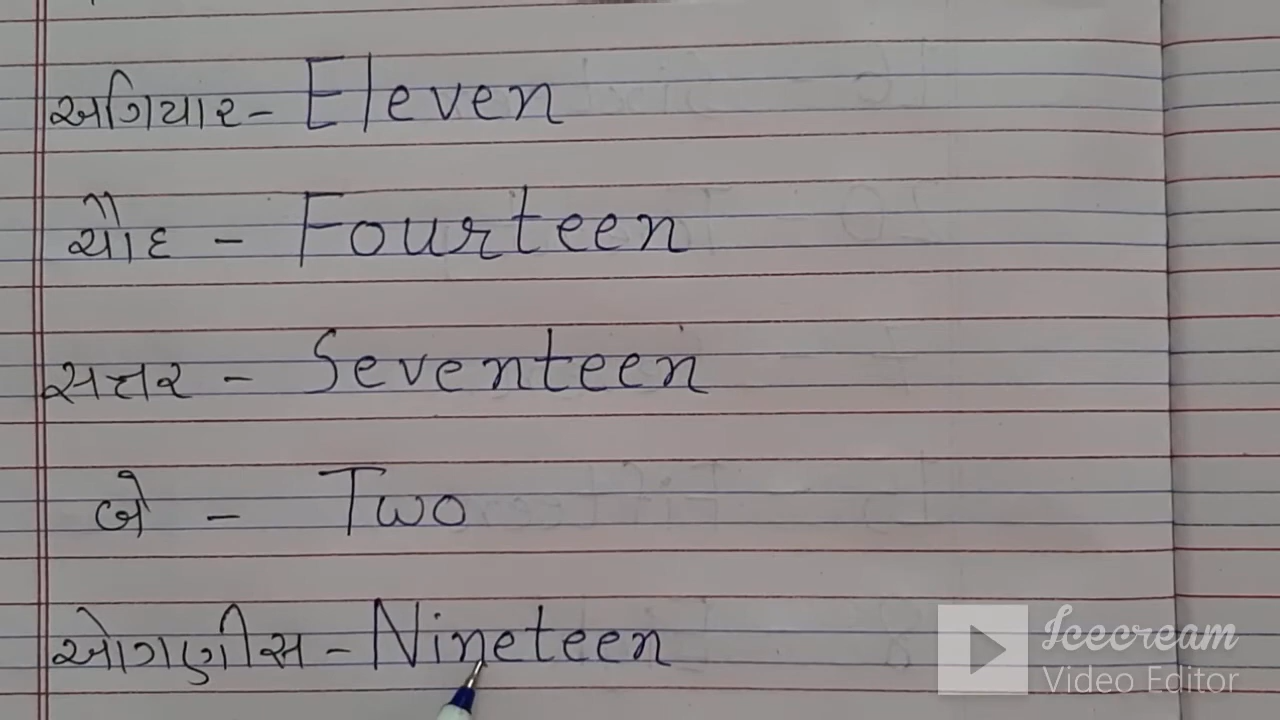 અગિયાર - Eleven
ચૌદ - Fourteen
સત્તર - Seventeen
બે - Two
ઓગણીસ - Nineteen
Icecream
Video Editor